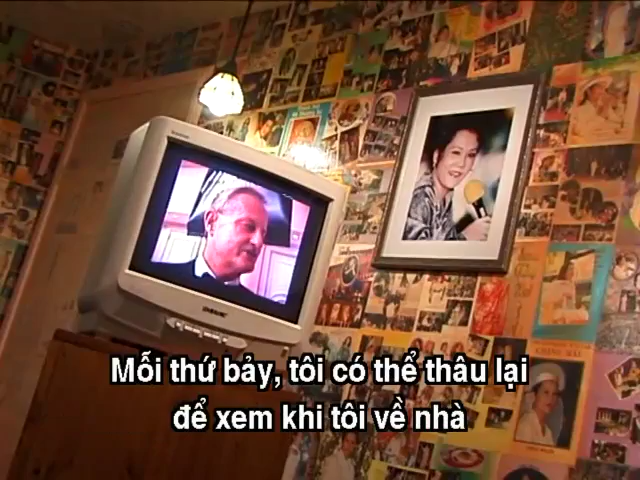 Mỗi thứ bảy, tôi có thể thâu lại
để xem khi tôi về nhà